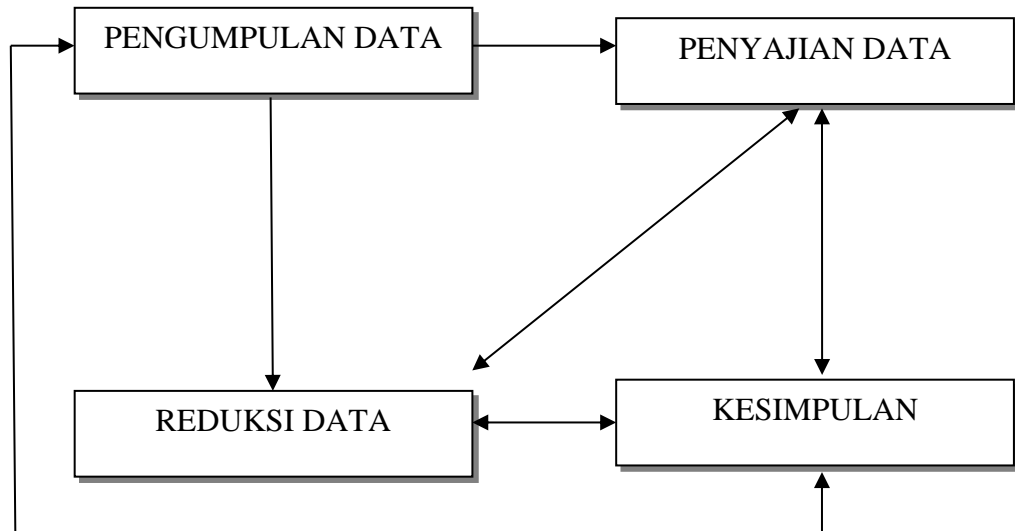 PENGUMPULAN DATA
PENYAJIAN DATA
REDUKSI DATA
KESIMPULAN